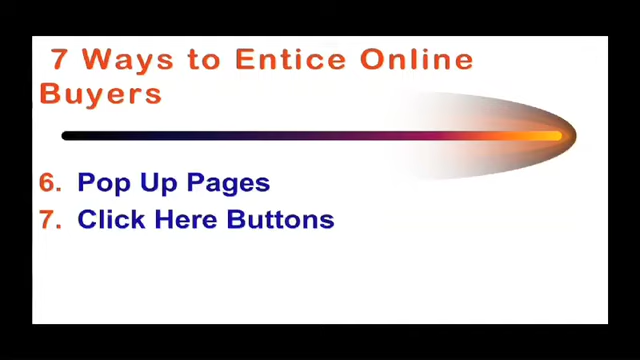 7 Ways to Entice Online
Buyers
6. Pop Up Pages
7. Click Here Buttons